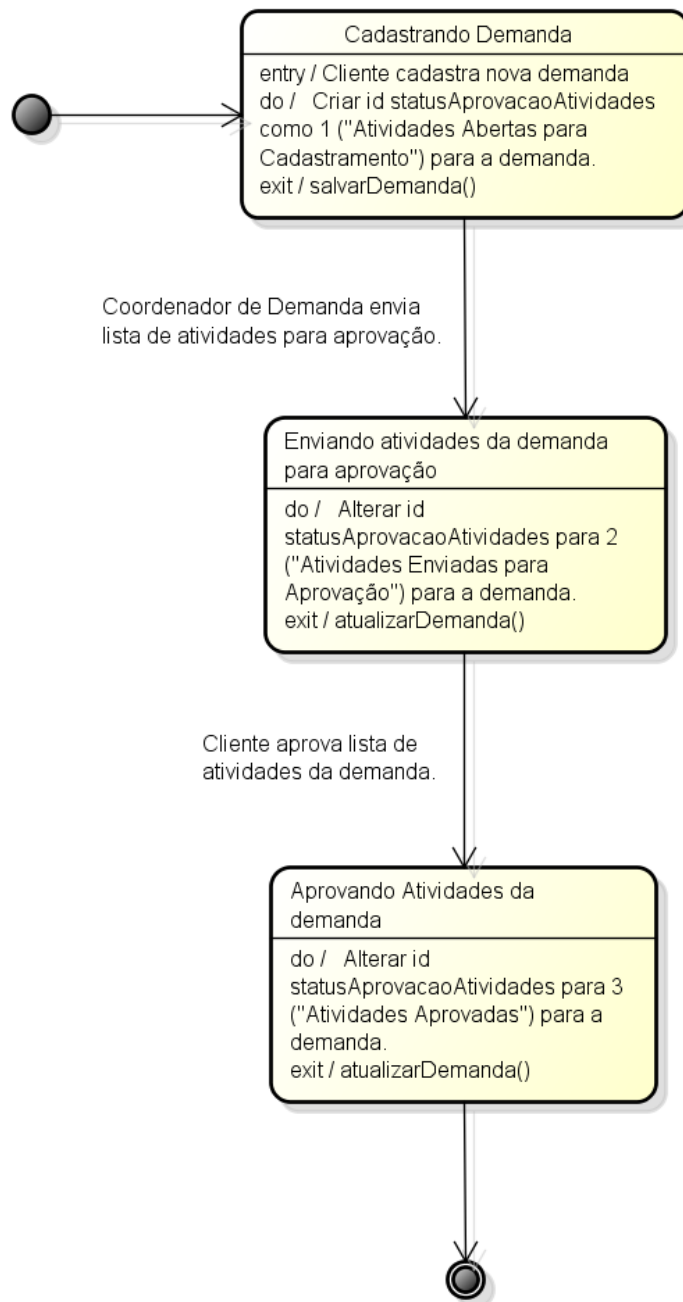 Cadastrando Demanda
entry / Cliente cadastra nova demanda
do /   Criar id statusAprovacaoAtividades
como 1 ("Atividades Abertas para
Cadastramento") para a demanda.
exit / salvarDemanda()
Coordenador de Demanda envia
lista de atividades para aprovação.
Enviando atividades da demanda
para aprovação
do /   Alterar id
statusAprovacaoAtividades para 2
("Atividades Enviadas para
Aprovação") para a demanda.
exit / atualizarDemanda()
Cliente aprova lista de
atividades da demanda.
Aprovando Atividades da
demanda
do /   Alterar id
statusAprovacaoAtividades para 3
("Atividades Aprovadas") para a
demanda.
exit / atualizarDemanda()